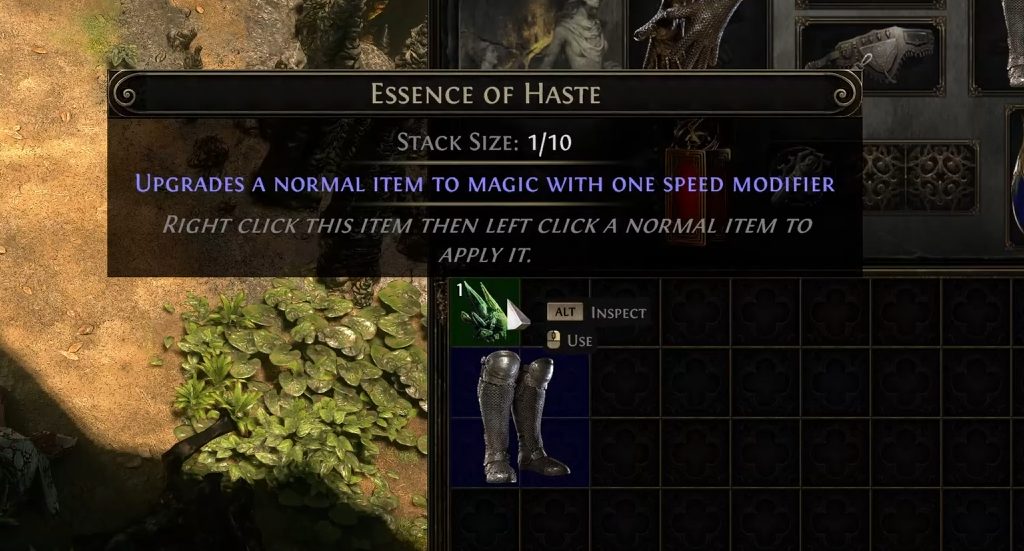 Essence of Haste
Stack Size: 1/10
Upgrades a normal item to magic with one speed modifier
Right click this item then left click a normal item to
apply it.
1
ALT Inspect
Use